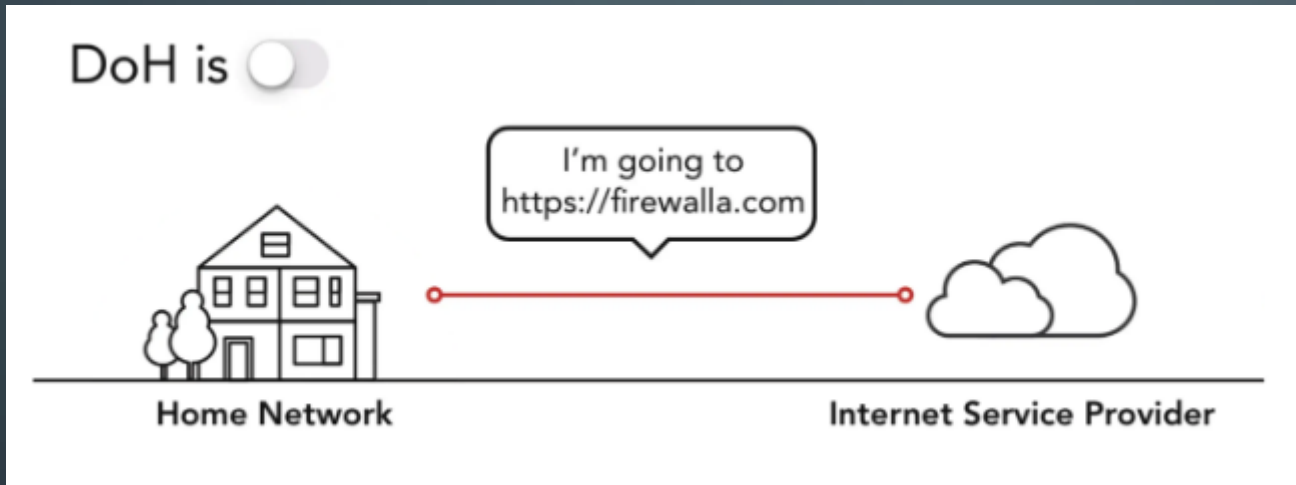 DoH is
I'm going to
https://firewalla.com
Home Network
Internet Service Provider